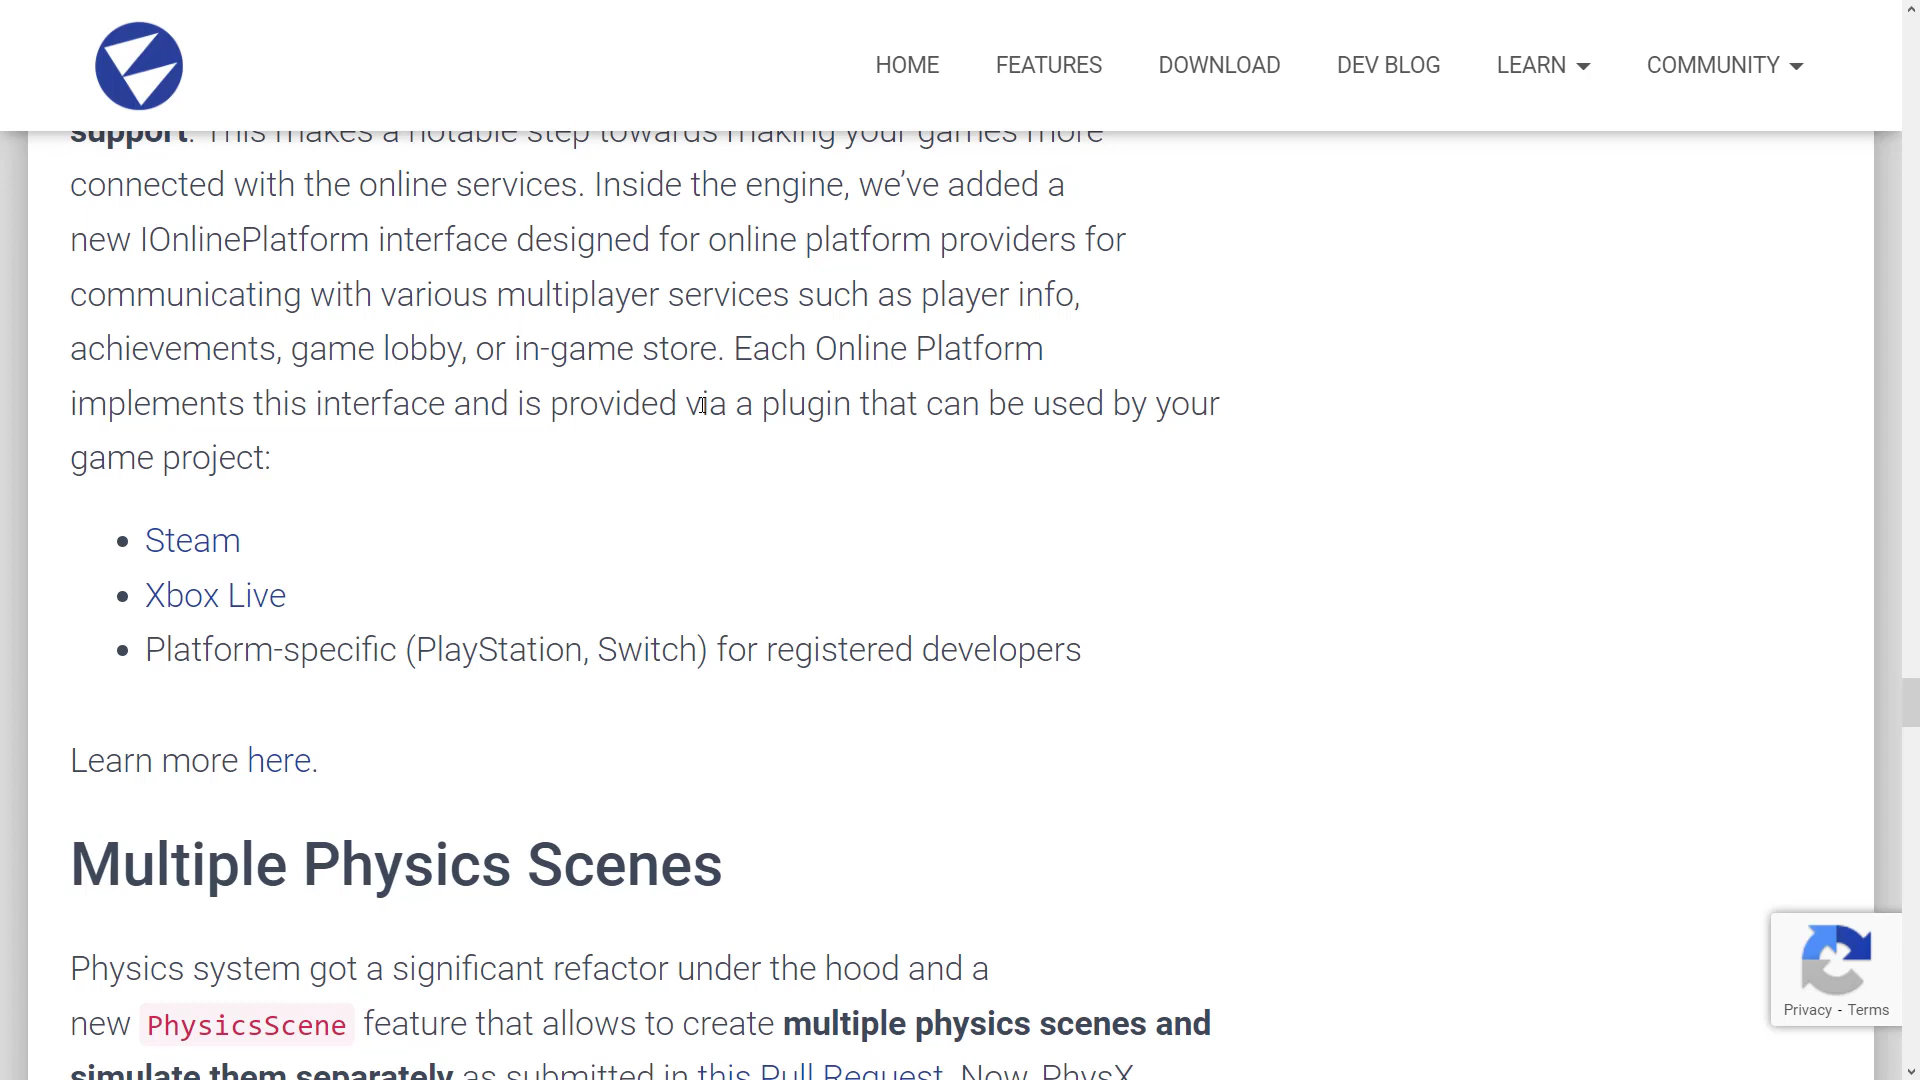 HOME FEATURES DOWNLOAD DEV BLOG LEARN COMMUNITY
support. This makes a notable step towards making your games more
connected with the online services. Inside the engine, we’ve added a
new IOnlinePlatform interface designed for online platform providers for
communicating with various multiplayer services such as player info,
achievements, game lobby, or in-game store. Each Online Platform
implements this interface and is provided via a plugin that can be used by your
game project:
• Steam
• Xbox Live
• Platform-specific (PlayStation, Switch) for registered developers
Learn more here.
Multiple Physics Scenes
Physics system got a significant refactor under the hood and a
new PhysicsScene feature that allows to create multiple physics scenes and
simulate them separately as submitted in this Pull Request. Now, PhysX
Privacy - Terms